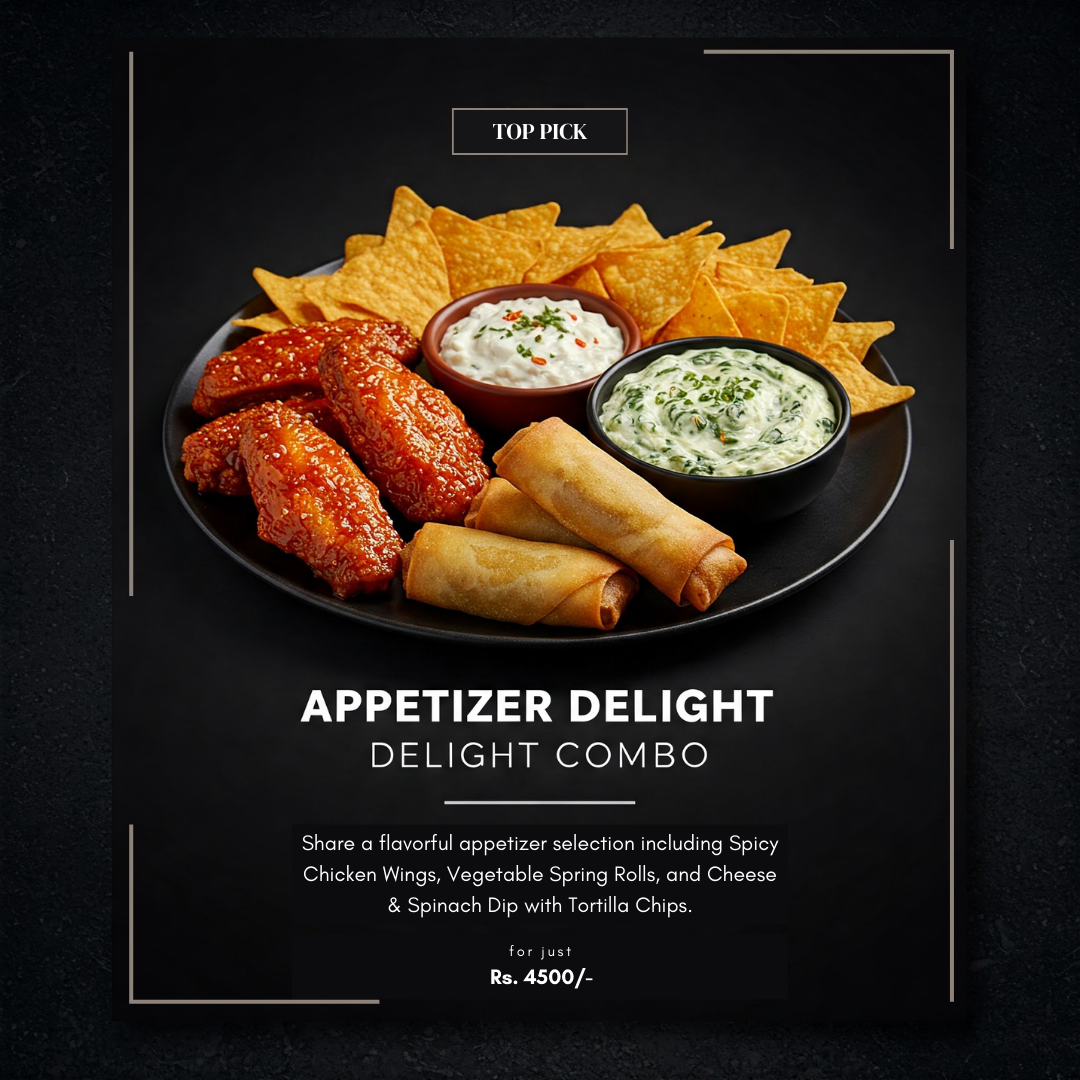 TOP PICK
APPETIZER DELIGHT
DELIGHT COMBO
Share a flavorful appetizer selection including Spicy
Chicken Wings, Vegetable Spring Rolls, and Cheese
& Spinach Dip with Tortilla Chips.
for just
Rs. 4500/-